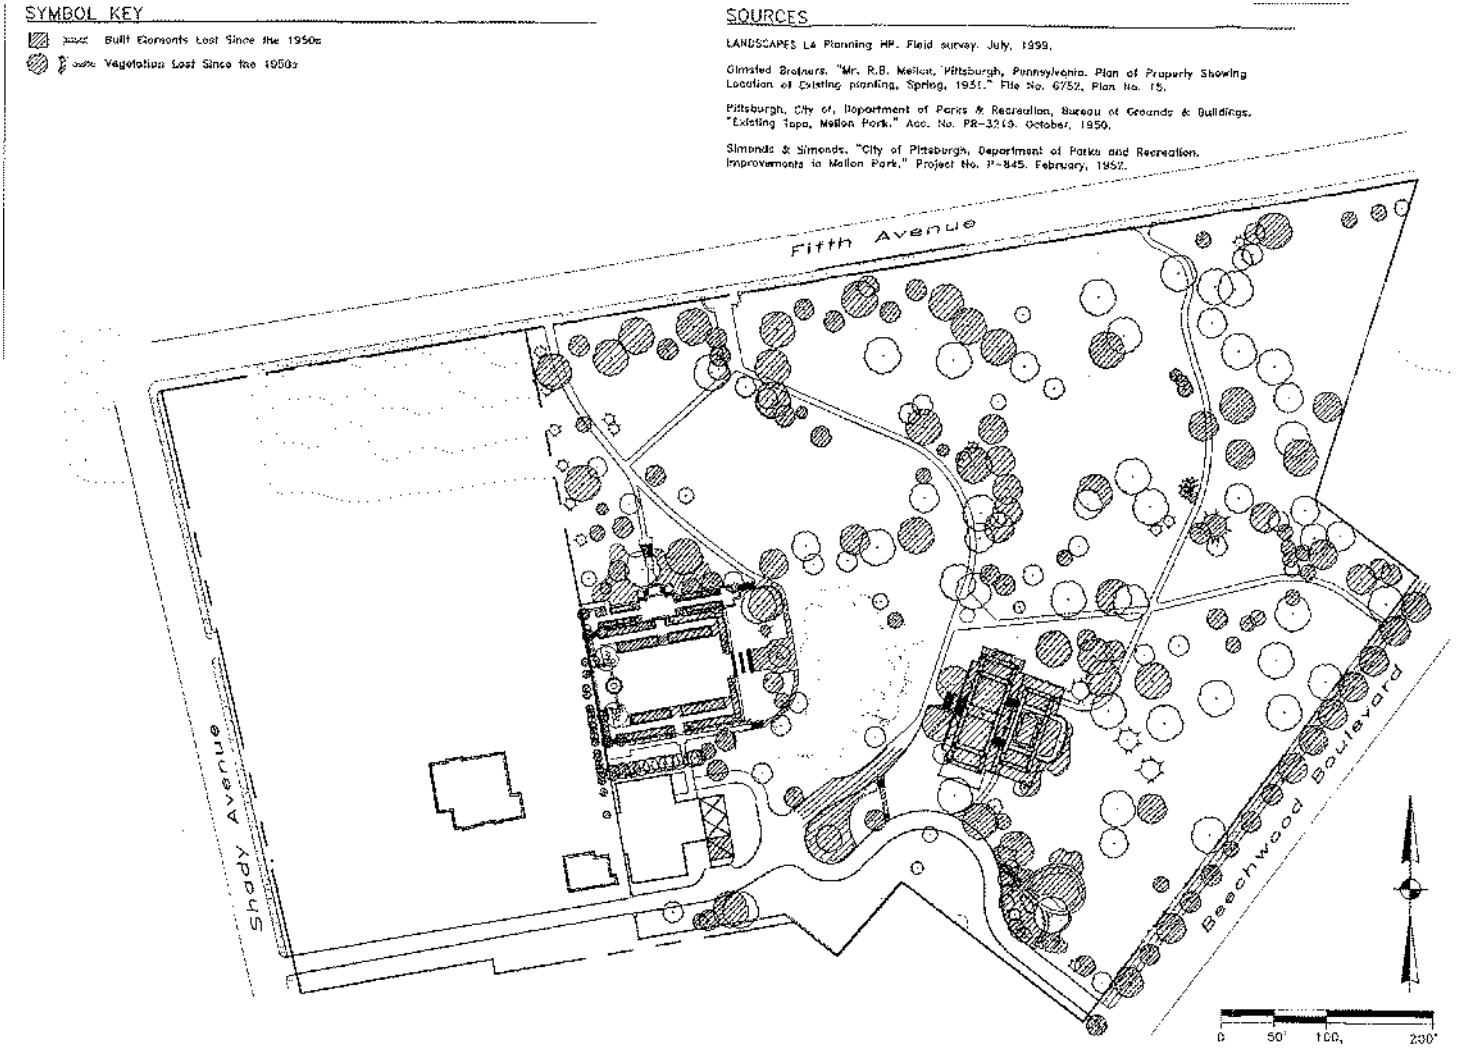 SYMBOL KEY
Built Elements Lost Since the 1950s
Vegetation Lost Since the 1950s
SOURCES
LANDSCAPES LA Planning HP. Field survey. July, 1999.
Olmsted Brothers. "Mr. R.B. Mellon, Pittsburgh, Pennsylvania. Plan of Property Showing
Location of Existing planting, Spring, 1931." File No. 6752, Plan No. 15.
Pittsburgh, City of, Department of Parks & Recreation, Bureau of Grounds & Buildings.
"Existing Topo, Mellon Park." Acc. No. October, 1950.
Simonds & Simonds. "City of Pittsburgh, Department of Parks and Recreation.
Improvements to Mellon Park." Project No. P-845. February, 1952.
Fifth Avenue
Shady Avenue
Beechwood Boulevard
0 50' 100' 200'